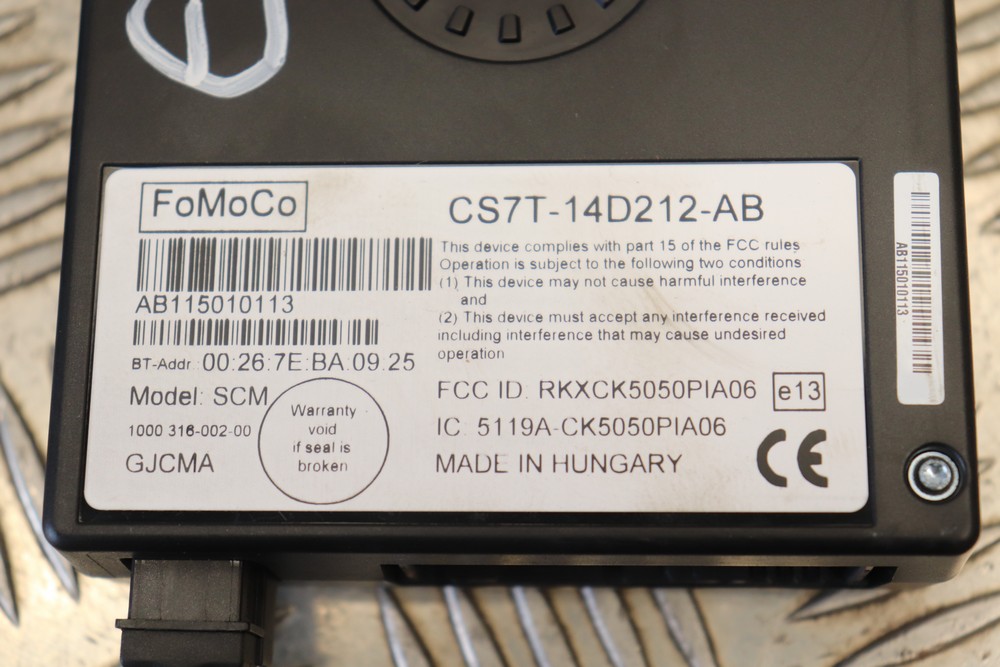 FoMoCo
CS7T-14D212-AB
AB115010113
BT-Addr: 00:26:7E:BA:09:25
Model: SCM
1000 316-002-00
GJCMA
Warranty
void
if seal is
broken
This device complies with part 15 of the FCC rules
Operation is subject to the following two conditions
(1) This device may not cause harmful interference
and
(2) This device must accept any interference received
including interference that may cause undesired
operation
FCC ID: RKXCK5050PIA06
e13
IC: 5119A-CK5050PIA06
MADE IN HUNGARY
CE
AB115010113